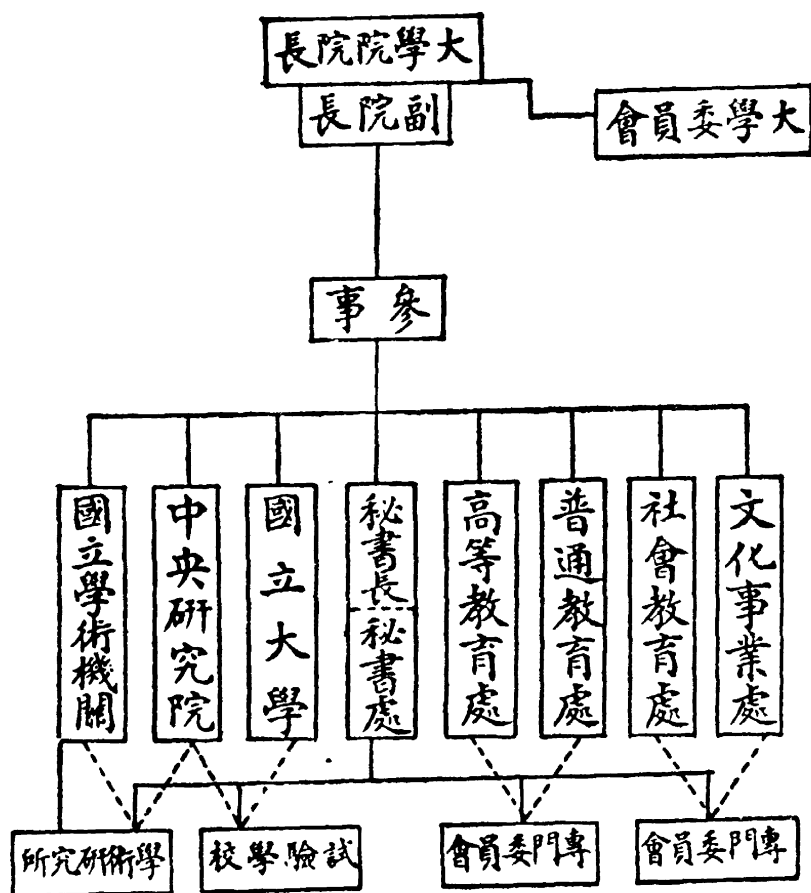 大學院院長
副院長
大學委員會
參事
文化事業處
社會教育處
普通教育處
高等教育處
秘書長
秘書處
國立大學
中央研究院
國立學術機關
專門委員會
專門委員會
試驗學校
學術研究所